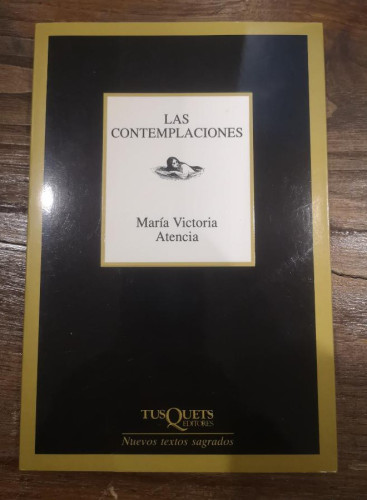 LAS
CONTEMPLACIONES
María Victoria
Atencia
TUSQUETS
EDITORES
Nuevos textos sagrados